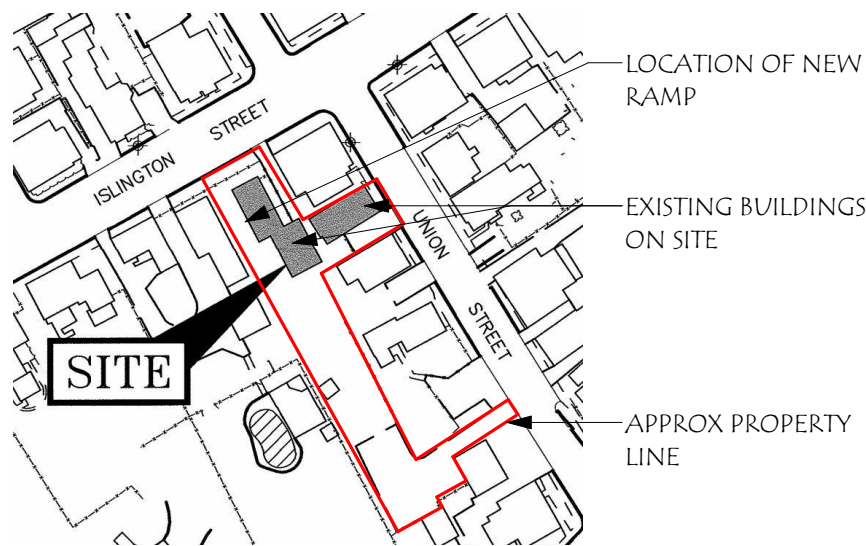 LOCATION OF NEW
RAMP
ISLINGTON STREET
EXISTING BUILDINGS
ON SITE
UNION STREET
SITE
APPROX PROPERTY
LINE